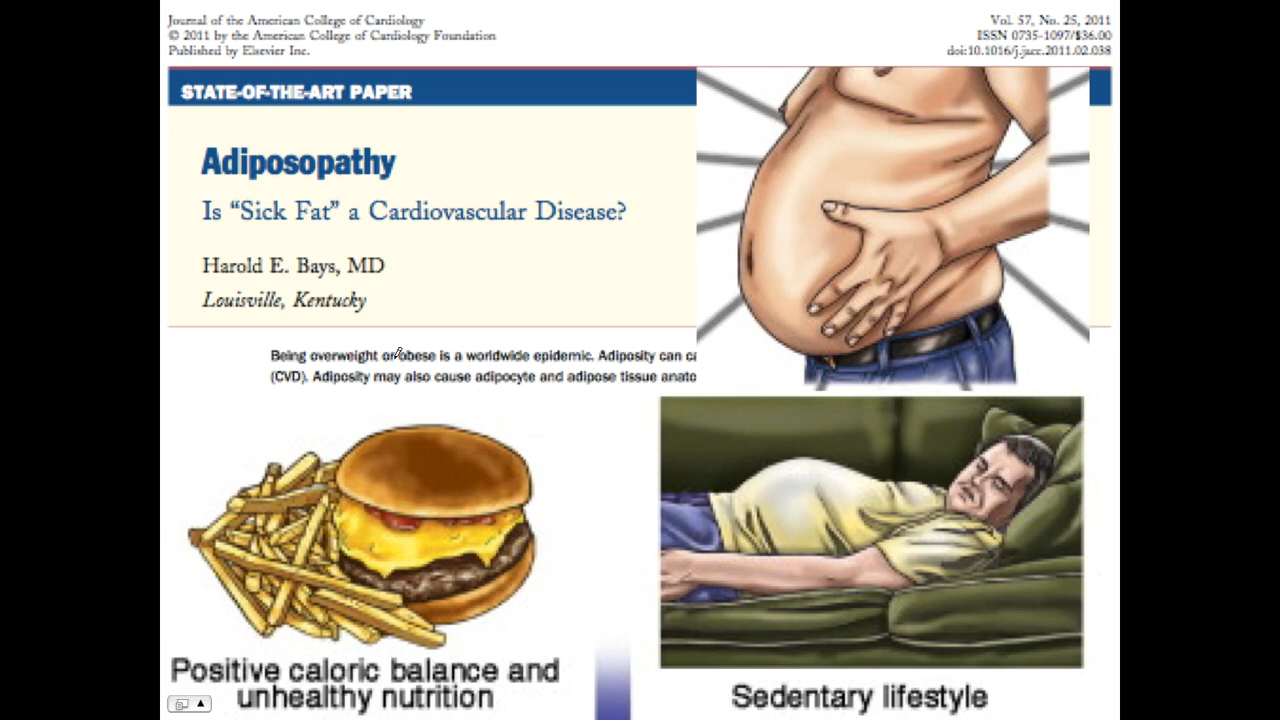 Journal of the American College of Cardiology
© 2011 by the American College of Cardiology Foundation
Published by Elsevier Inc.
Vol. 57, No. 25, 2011
ISSN 0735-1097/$36.00
doi:10.1016/j.jacc.2011.02.038
STATE-OF-THE-ART PAPER
Adiposopathy
Is “Sick Fat” a Cardiovascular Disease?
Harold E. Bays, MD
Louisville, Kentucky
Being overweight or obese is a worldwide epidemic. Adiposity can ca
(CVD). Adiposity may also cause adipocyte and adipose tissue anato
Positive caloric balance and
unhealthy nutrition
Sedentary lifestyle